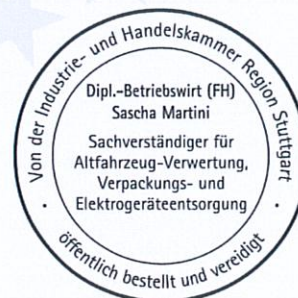 Von der Industrie- und Handelskammer Region Stuttgart
Dipl.-Betriebswirt (FH)
Sascha Martini
Sachverständiger für
Altfahrzeug-Verwertung,
Verpackungs- und
Elektrogeräteentsorgung
öffentlich bestellt und vereidigt